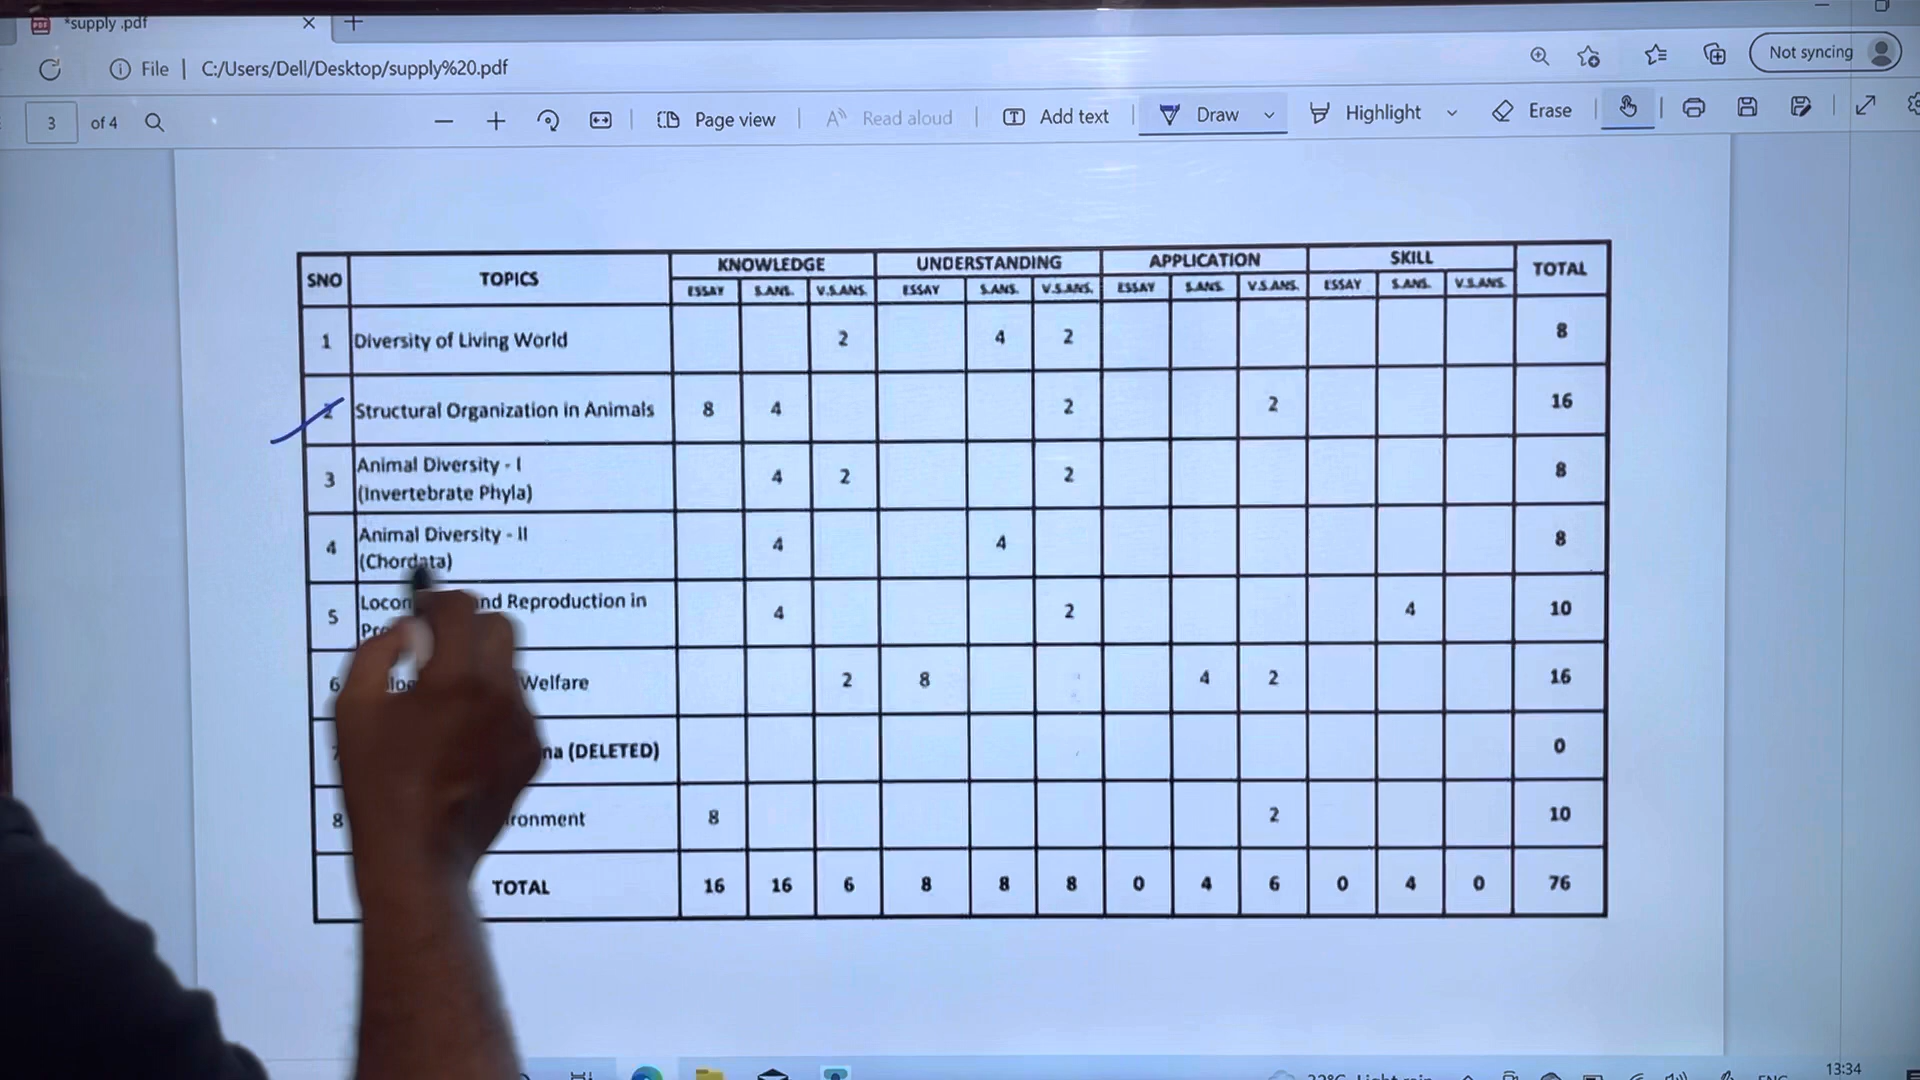 *supply .pdf
File | C:/Users/Dell/Desktop/supply%20.pdf
Not syncing
3 of 4
Page view
Read aloud
Add text
Draw
Highlight
Erase
SNO TOPICS KNOWLEDGE UNDERSTANDING APPLICATION SKILL TOTAL
ESSAY S.ANS. V.S.ANS. ESSAY S.ANS. V.S.ANS. ESSAY S.ANS. V.S.ANS. ESSAY S.ANS. V.S.ANS.
1 Diversity of Living World 2 4 2 8
2 Structural Organization in Animals 8 4 2 2 16
3 Animal Diversity - I
(Invertebrate Phyla) 4 2 2 8
4 Animal Diversity - II
(Chordata) 4 4 8
5 Reproduction in 4 2 4 10
6 Welfare 2 8 4 2 16
(DELETED) 0
8 8 2 10
TOTAL 16 16 6 8 8 8 0 4 6 0 4 0 76
13:34